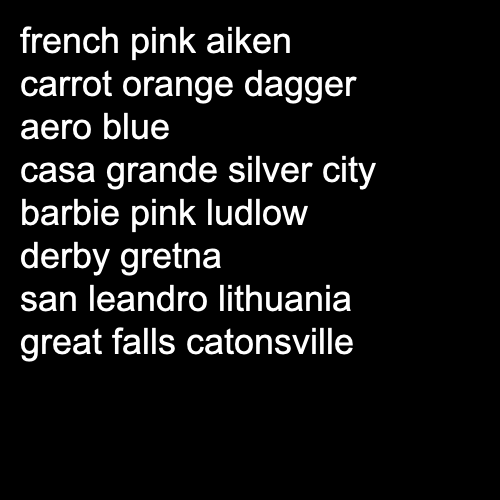 french pink aiken
carrot orange dagger
aero blue
casa grande silver city
barbie pink ludlow
derby gretna
san leandro lithuania
great falls catonsville